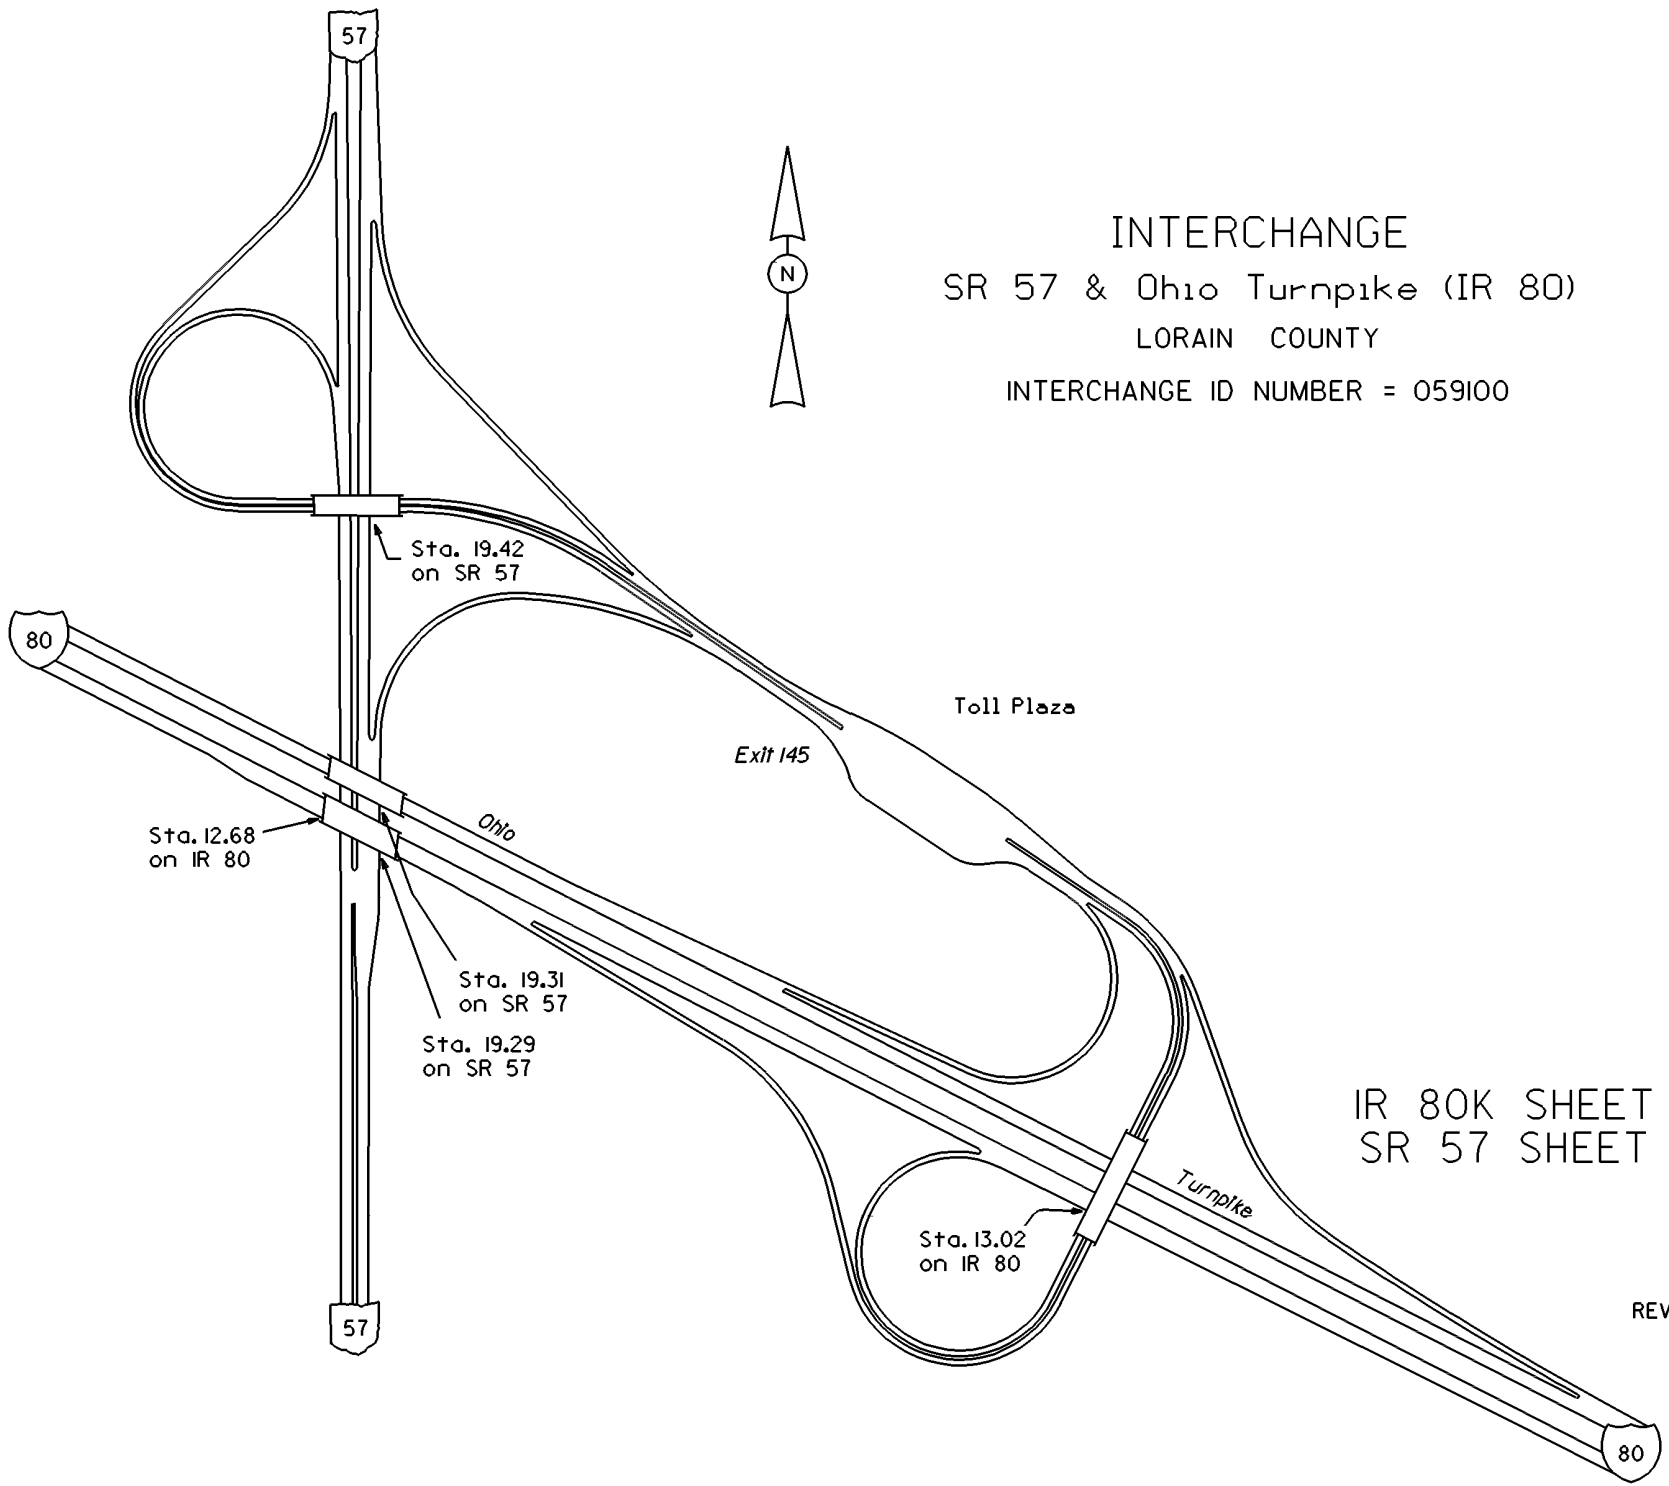 57
N
INTERCHANGE
SR 57 & Ohio Turnpike (IR 80)
LORAIN COUNTY
INTERCHANGE ID NUMBER = 059100
Sta. 19.42
on SR 57
80
Toll Plaza
Exit 145
Ohio
Sta. 12.68
on IR 80
Sta. 19.31
on SR 57
Sta. 19.29
on SR 57
IR 80K SHEET
SR 57 SHEET
Turnpike
Sta. 13.02
on IR 80
REV
57
80